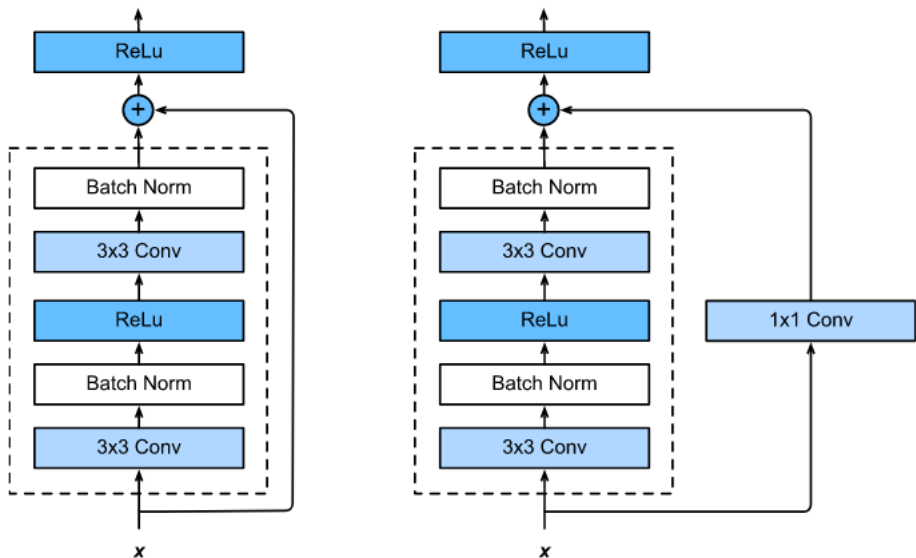 ReLu
+
Batch Norm
3x3 Conv
ReLu
Batch Norm
3x3 Conv
x
ReLu
+
Batch Norm
3x3 Conv
ReLu
1x1 Conv
Batch Norm
3x3 Conv
x